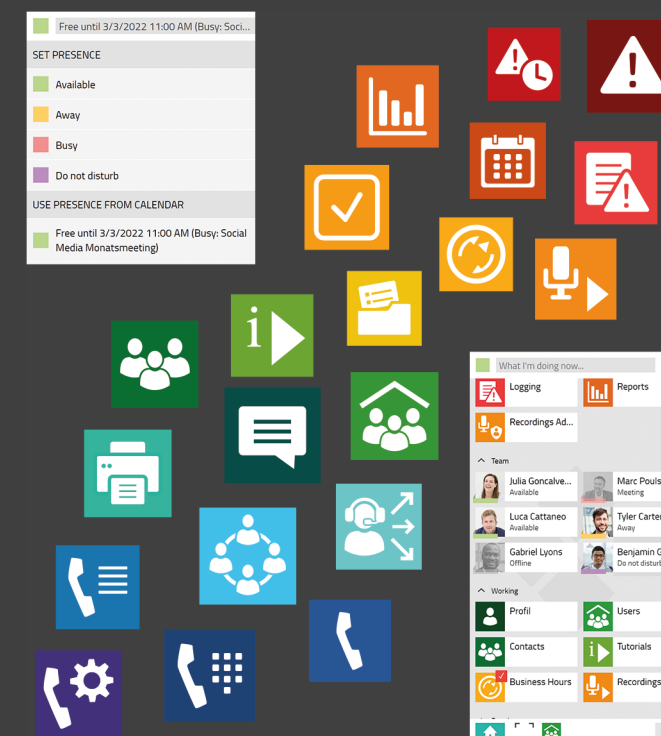 Free until 3/3/2022 11:00 AM (Busy: Soci...
SET PRESENCE
Available
Away
Busy
Do not disturb
USE PRESENCE FROM CALENDAR
Free until 3/3/2022 11:00 AM (Busy: Social
Media Monatsmeeting)
What I'm doing now...
Logging
Reports
Recordings Ad...
Team
Julia Goncalve...
Available
Marc Pouls
Meeting
Luca Cattaneo
Available
Tyler Carter
Away
Gabriel Lyons
Offline
Benjamin G
Do not disturb
Working
Profil
Users
Contacts
Tutorials
Business Hours
Recordings